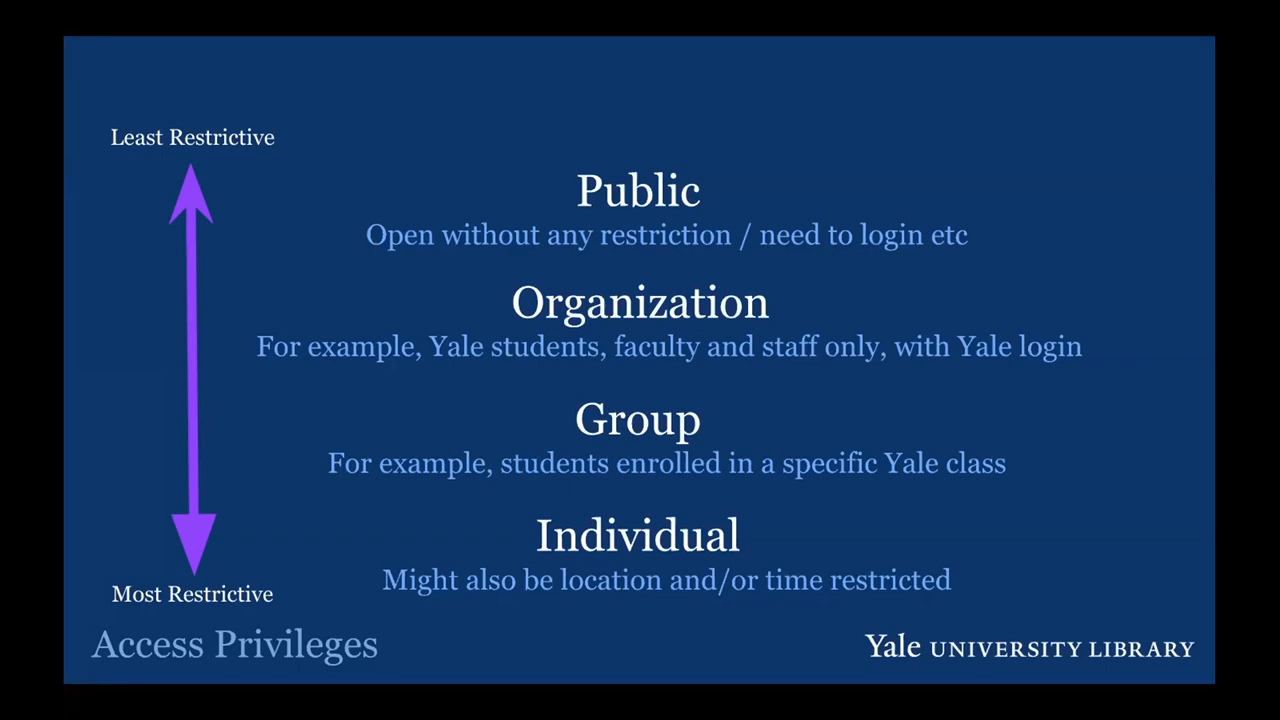 Least Restrictive
Public
Open without any restriction / need to login etc
Organization
For example, Yale students, faculty and staff only, with Yale login
Group
For example, students enrolled in a specific Yale class
Individual
Might also be location and/or time restricted
Most Restrictive
Access Privileges
Yale UNIVERSITY LIBRARY